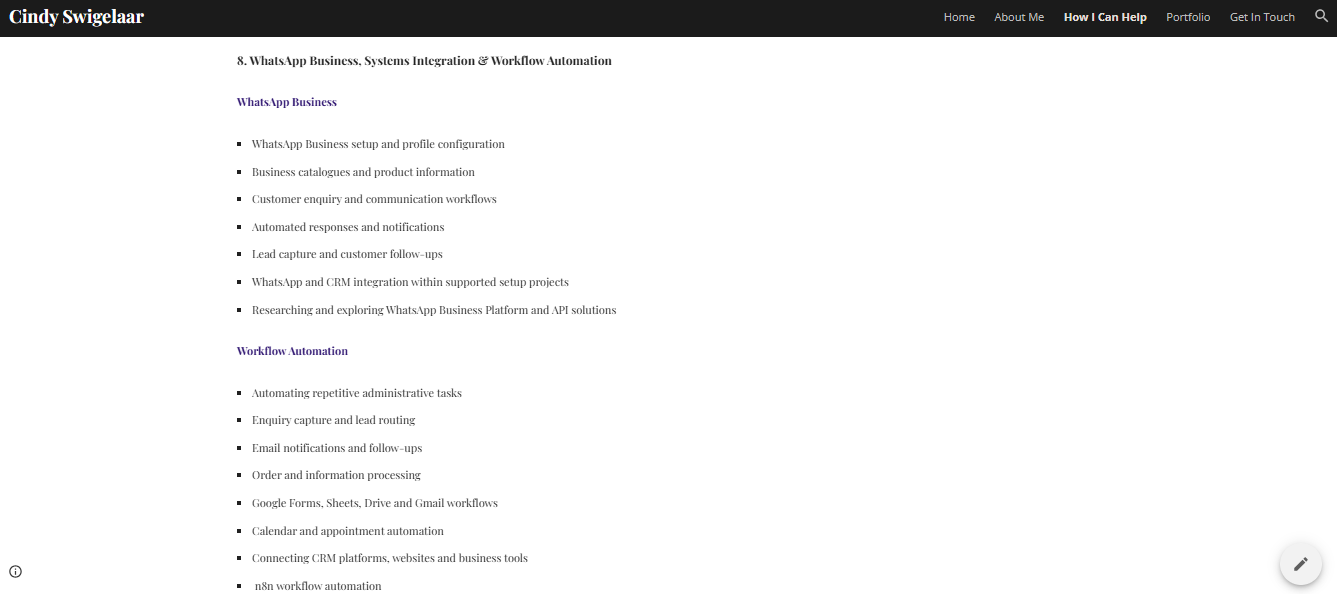 Cindy Swigelaar
Home About Me How I Can Help Portfolio Get In Touch
8. WhatsApp Business, Systems Integration & Workflow Automation
WhatsApp Business
WhatsApp Business setup and profile configuration
Business catalogues and product information
Customer enquiry and communication workflows
Automated responses and notifications
Lead capture and customer follow-ups
WhatsApp and CRM integration within supported setup projects
Researching and exploring WhatsApp Business Platform and API solutions
Workflow Automation
Automating repetitive administrative tasks
Enquiry capture and lead routing
Email notifications and follow-ups
Order and information processing
Google Forms, Sheets, Drive and Gmail workflows
Calendar and appointment automation
Connecting CRM platforms, websites and business tools
n8n workflow automation